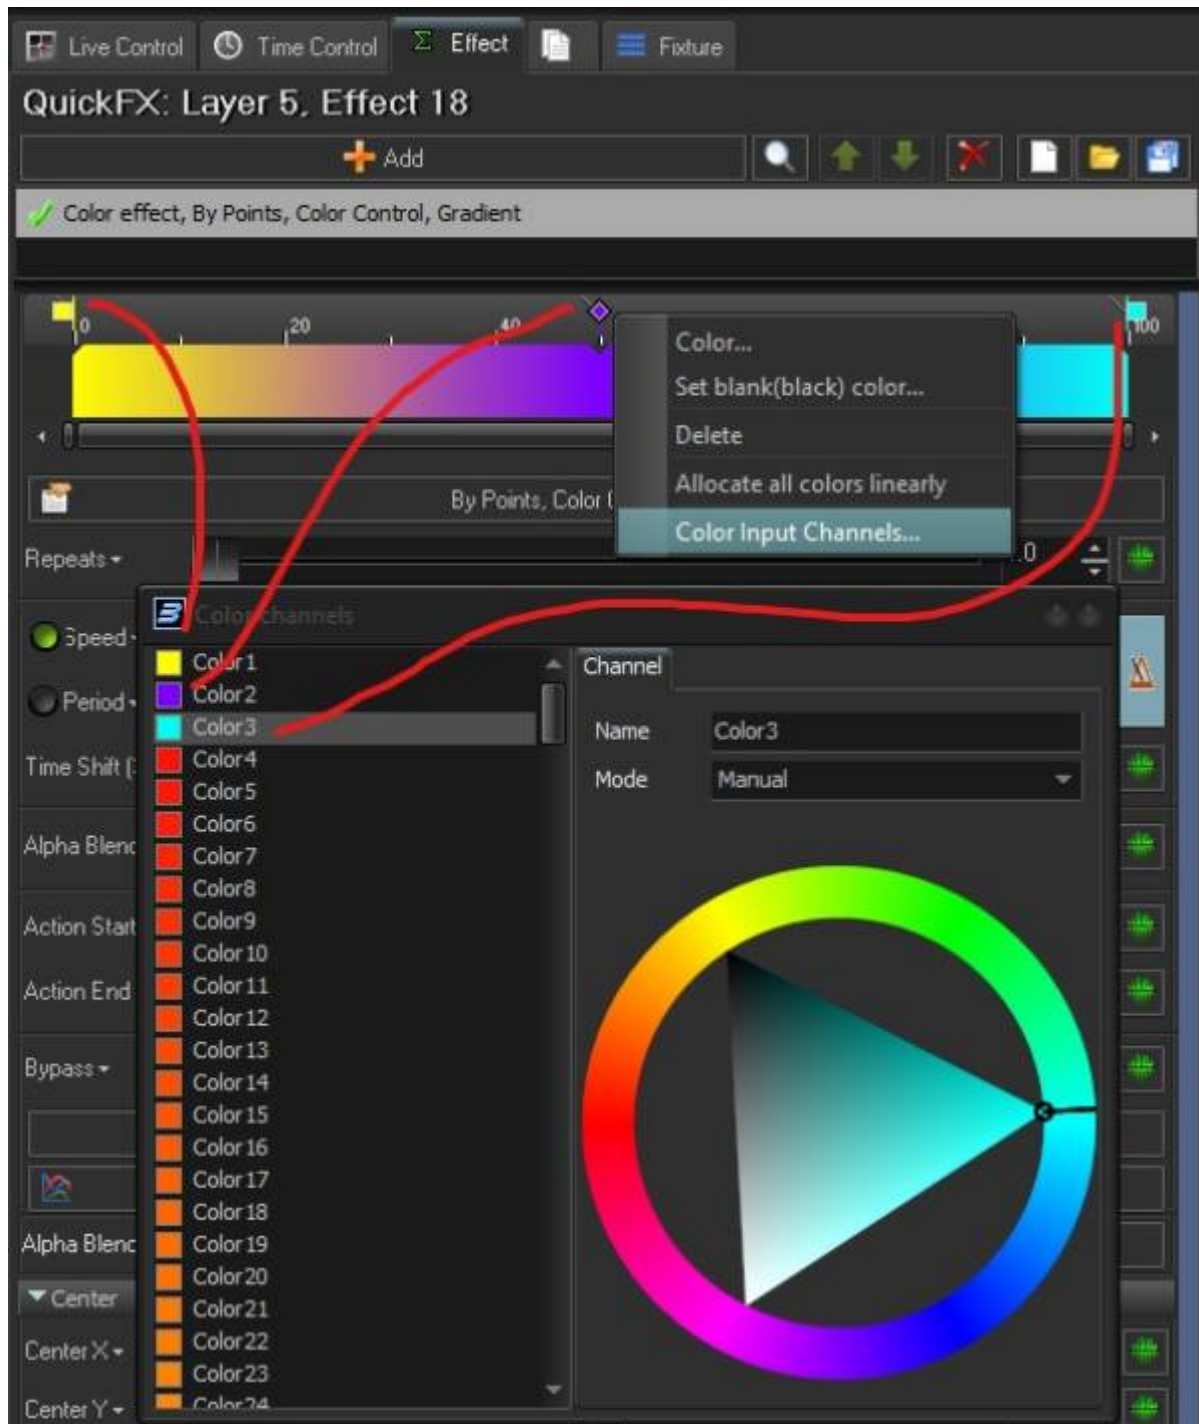 Live Control Time Control Σ Effect Fixture
QuickFX: Layer 5, Effect 18
Add
Color effect, By Points, Color Control, Gradient
0 20 40 100
Color...
Set blank(black) color...
Delete
Allocate all colors linearly
Color Input Channels...
By Points, Color
Repeats
.0
Color channels
Speed
Period
Time Shift
Alpha Blend
Action Start
Action End
Bypass
Alpha Blend
Center
Center X
Center Y
Color1
Color2
Color3
Color4
Color5
Color6
Color7
Color8
Color9
Color10
Color11
Color12
Color13
Color14
Color15
Color16
Color17
Color18
Color19
Color20
Color21
Color22
Color23
Color24
Channel
Name Color3
Mode Manual